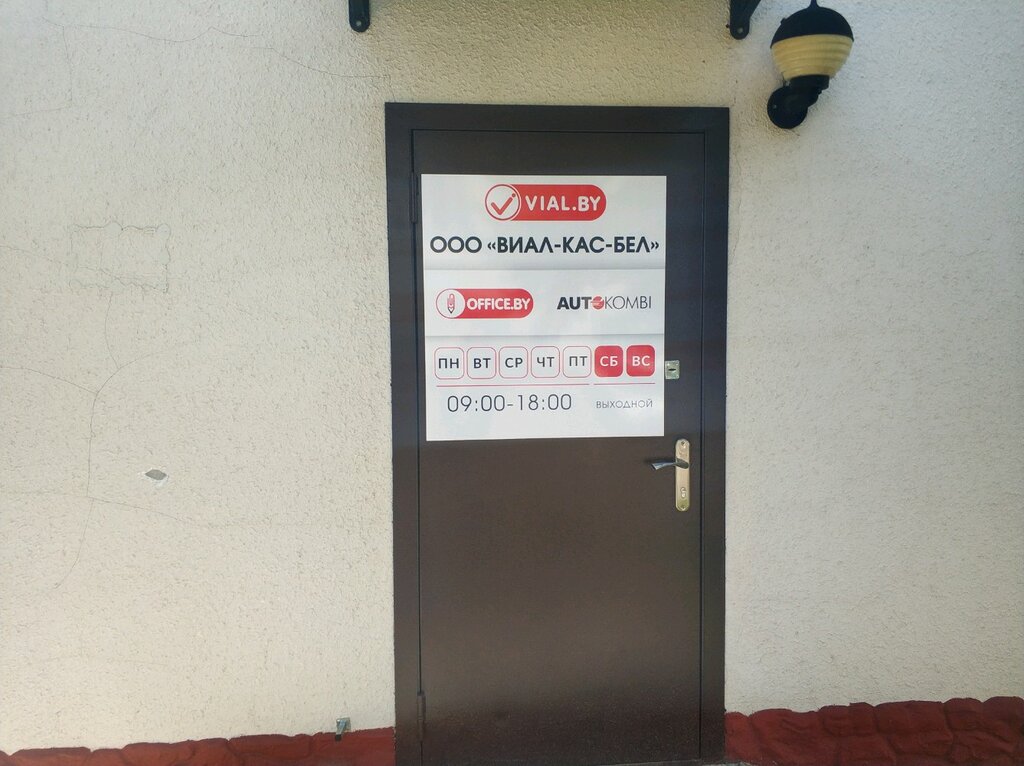 VIAL.BY
ООО «ВИАЛ-КАС-БЕЛ»
OFFICE.BY AUTOKOMBI
ПН ВТ СР ЧТ ПТ СБ ВС
09:00-18:00 ВЫХОДНОЙ